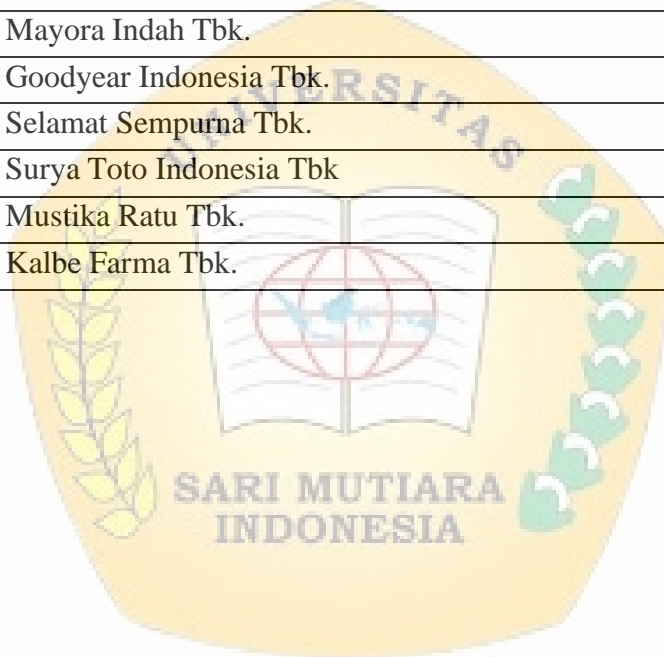 Mayora Indah Tbk.
Goodyear Indonesia Tbk.
Selamat Sempurna Tbk.
Surya Toto Indonesia Tbk
Mustika Ratu Tbk.
Kalbe Farma Tbk.
UNIVERSITAS
SARI MUTIARA
INDONESIA